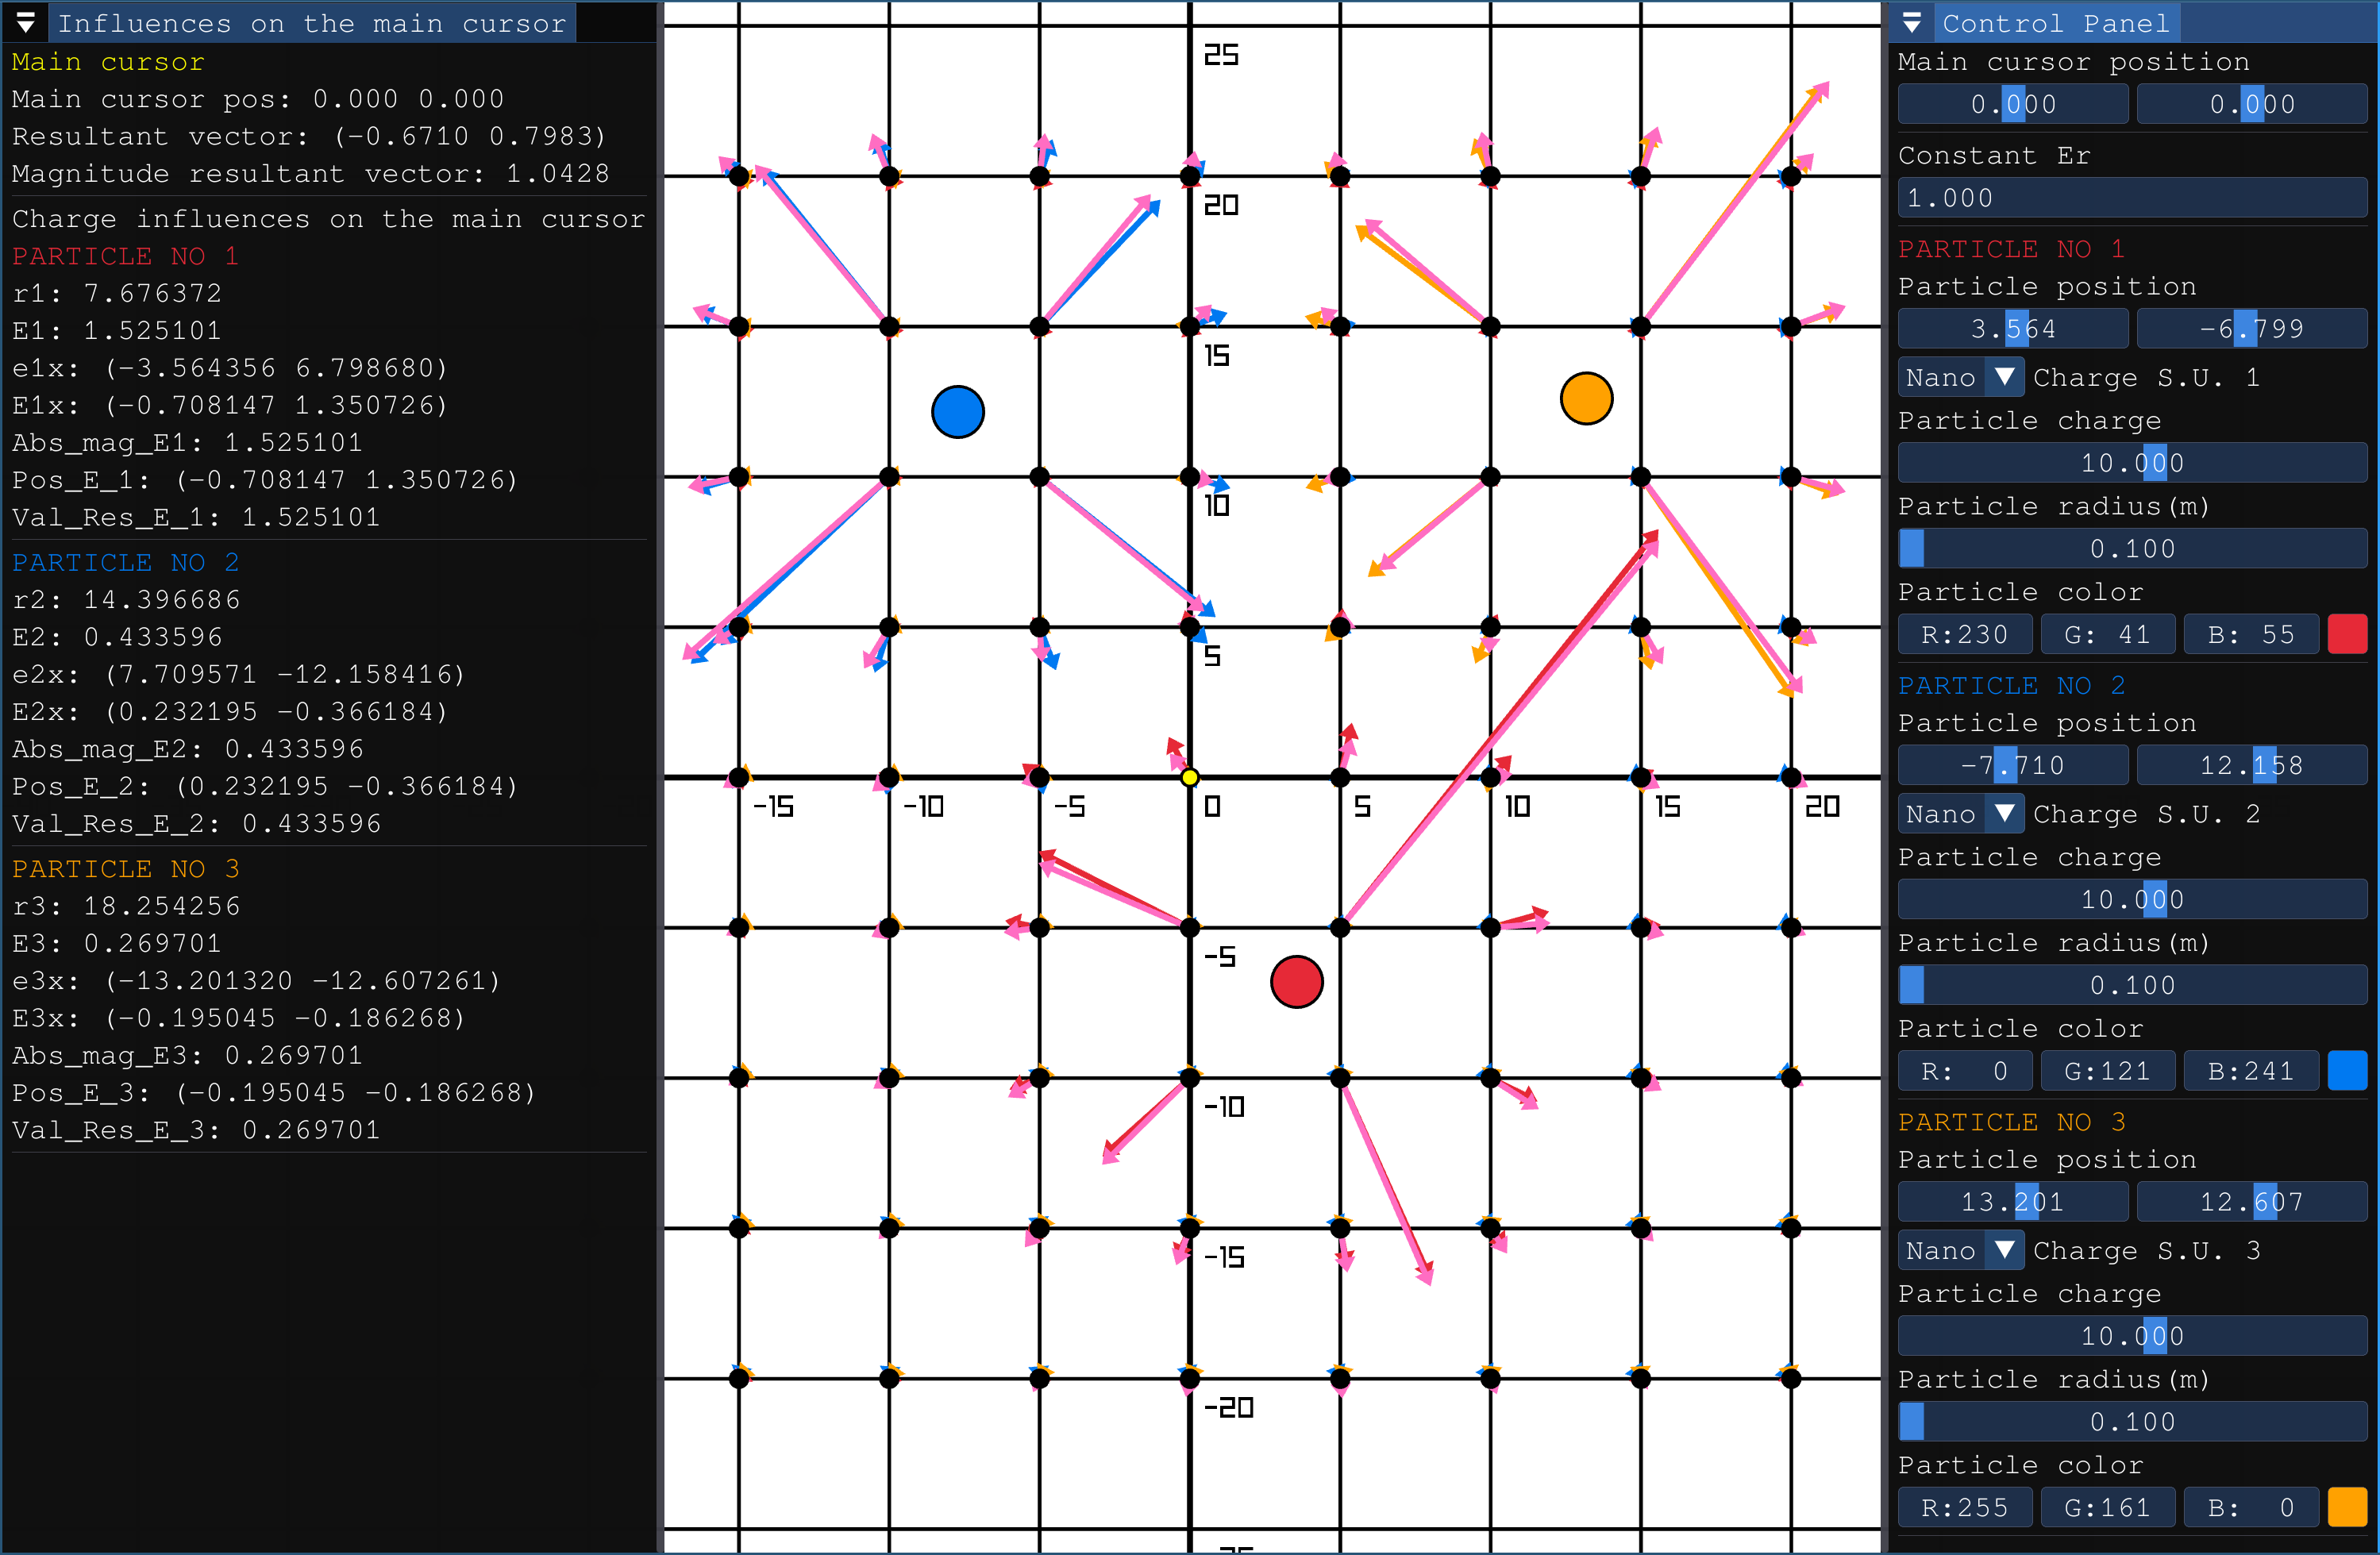 Influences on the main cursor
Main cursor
Main cursor pos: 0.000 0.000
Resultant vector: (-0.6710 0.7983)
Magnitude resultant vector: 1.0428
Charge influences on the main cursor
PARTICLE NO 1
r1: 7.676372
E1: 1.525101
e1x: (-3.564356 6.798680)
E1x: (-0.708147 1.350726)
Abs_mag_E1: 1.525101
Pos_E_1: (-0.708147 1.350726)
Val_Res_E_1: 1.525101
PARTICLE NO 2
r2: 14.396686
E2: 0.433596
e2x: (7.709571 -12.158416)
E2x: (0.232195 -0.366184)
Abs_mag_E2: 0.433596
Pos_E_2: (0.232195 -0.366184)
Val_Res_E_2: 0.433596
PARTICLE NO 3
r3: 18.254256
E3: 0.269701
e3x: (-13.201320 -12.607261)
E3x: (-0.195045 -0.186268)
Abs_mag_E3: 0.269701
Pos_E_3: (-0.195045 -0.186268)
Val_Res_E_3: 0.269701
25
20
15
10
5
-15 -10 -5 0 5 10 15 20
-5
-10
-15
-20
Control Panel
Main cursor position
0.000 0.000
Constant Er
1.000
PARTICLE NO 1
Particle position
3.564 -6.799
Nano Charge S.U. 1
Particle charge
10.000
Particle radius(m)
0.100
Particle color
R:230 G: 41 B: 55
PARTICLE NO 2
Particle position
-7.710 12.158
Nano Charge S.U. 2
Particle charge
10.000
Particle radius(m)
0.100
Particle color
R: 0 G:121 B:241
PARTICLE NO 3
Particle position
13.201 12.607
Nano Charge S.U. 3
Particle charge
10.000
Particle radius(m)
0.100
Particle color
R:255 G:161 B: 0